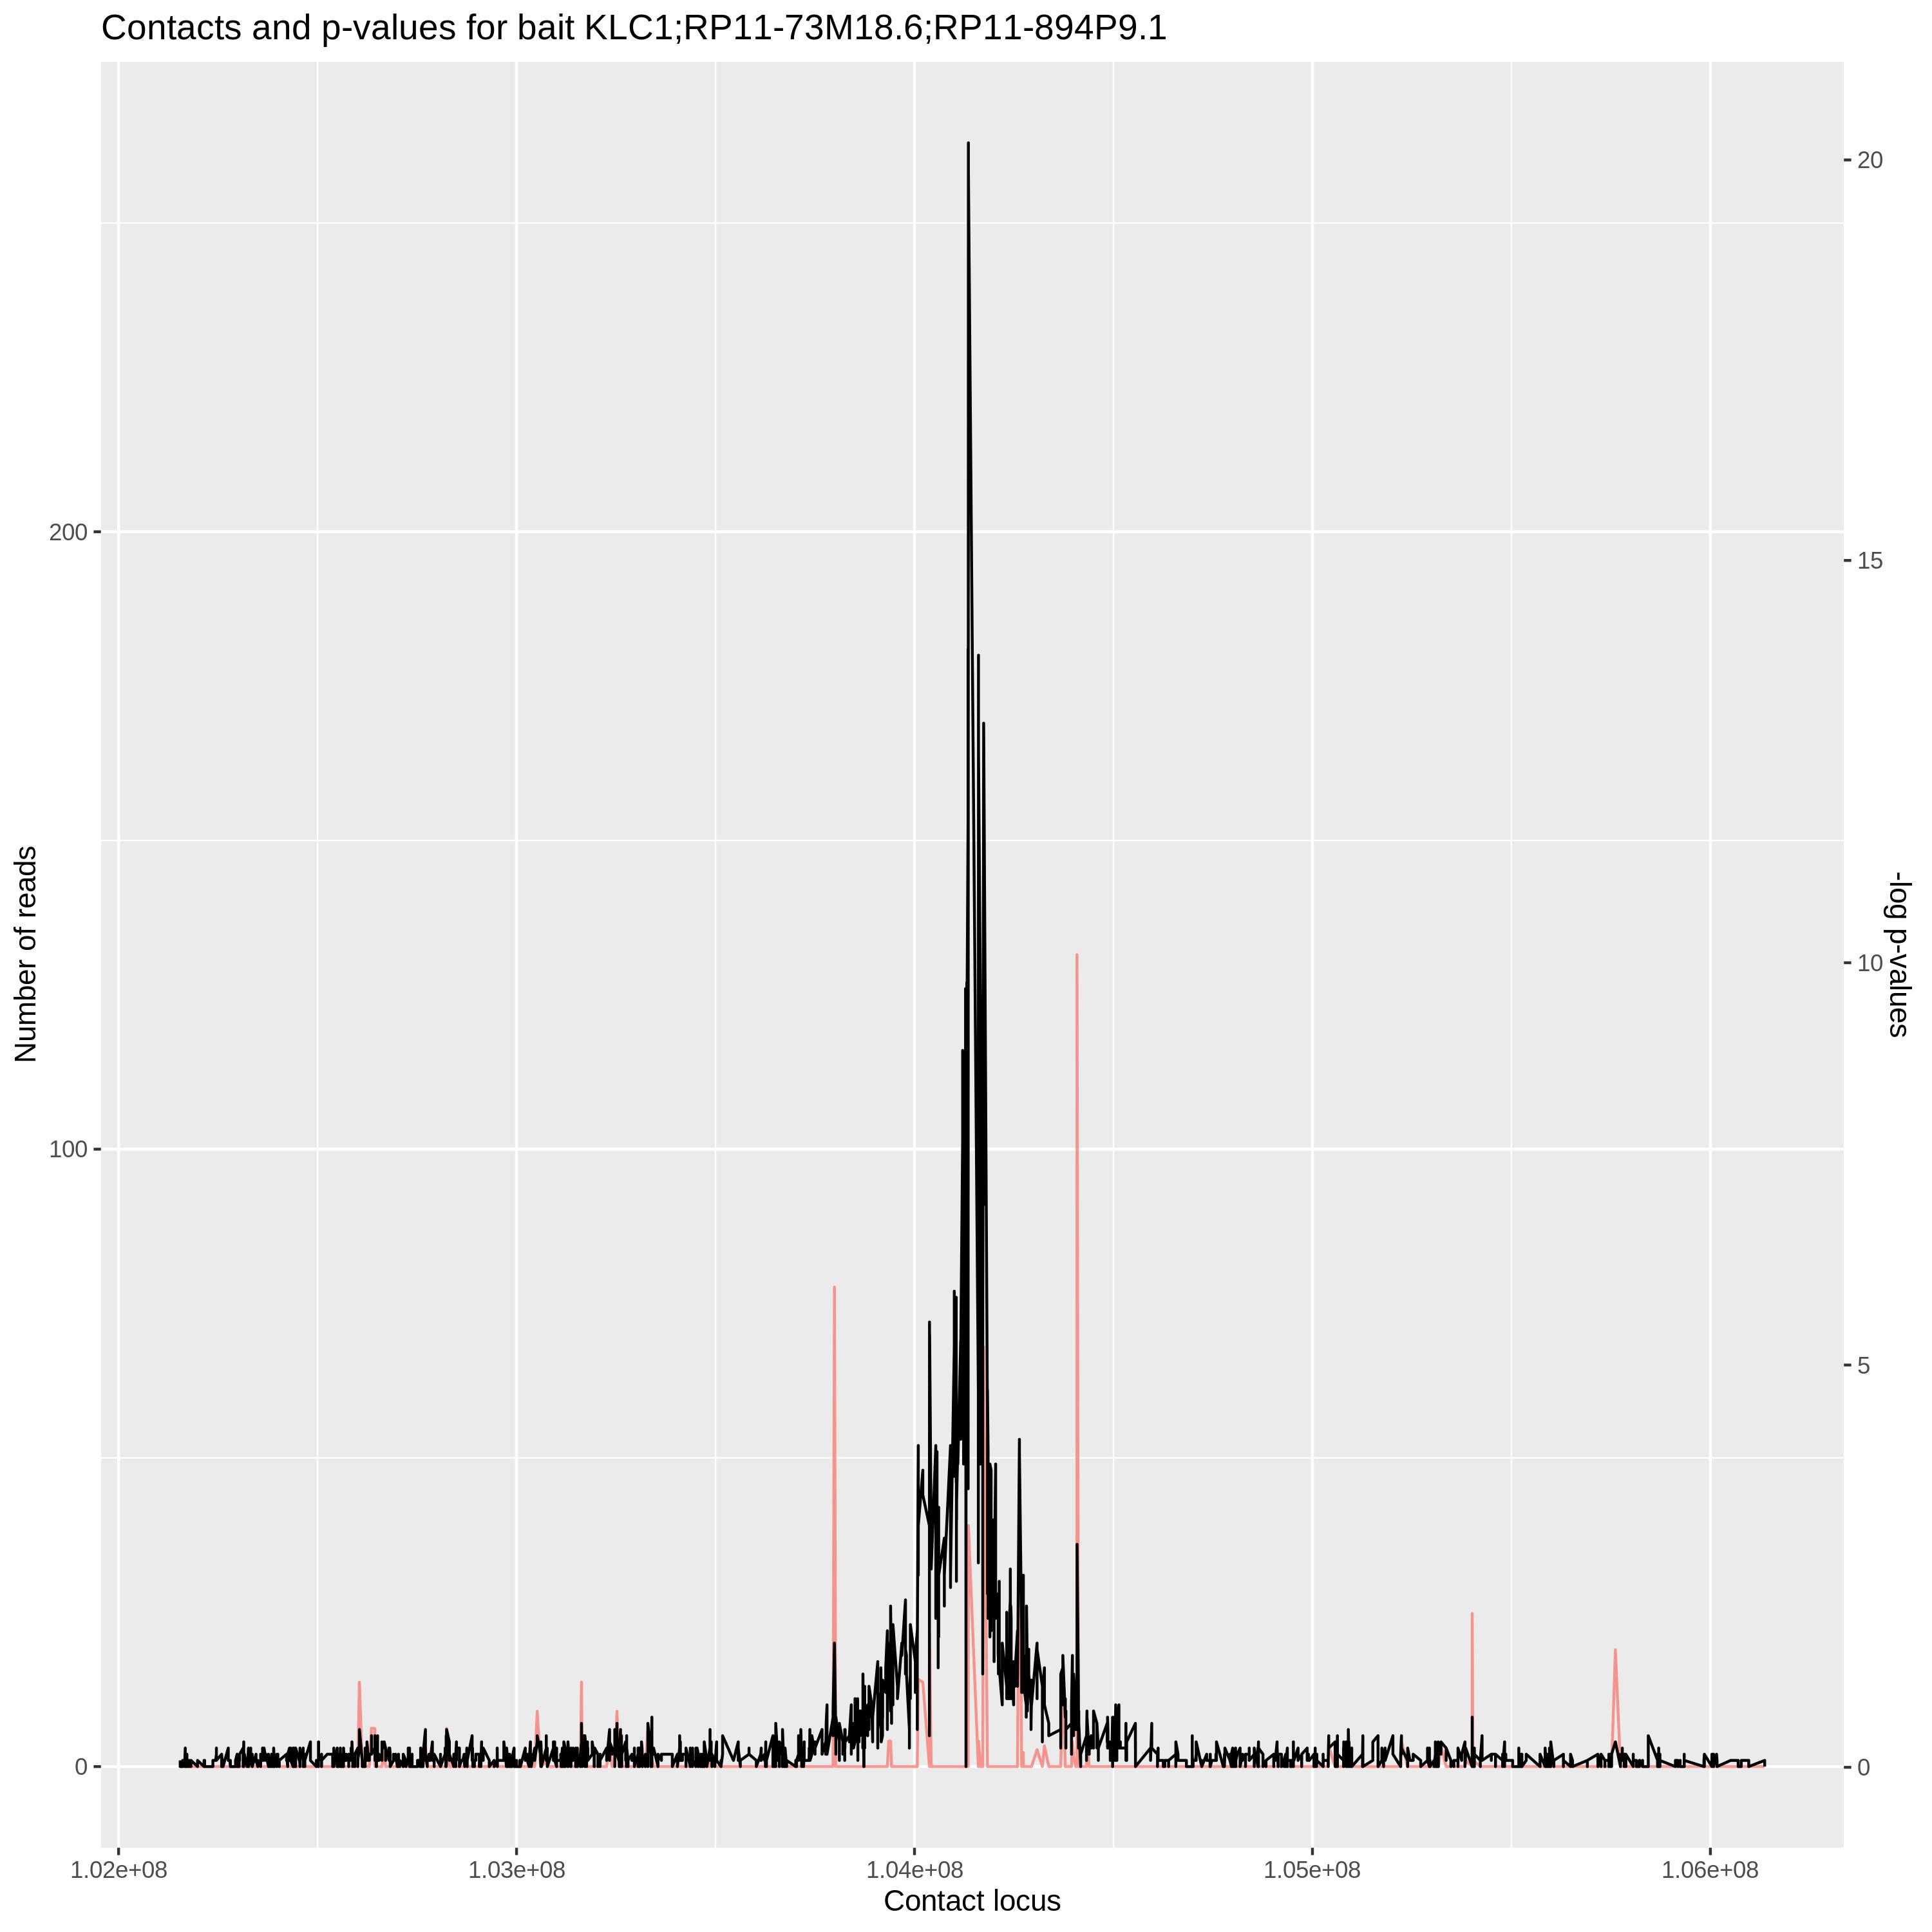 Contacts and p-values for bait KLC1;RP11-73M18.6;RP11-894P9.1
Number of reads
200
100
0
20
15
10
5
0
-log p-values
1.02e+08 1.03e+08 1.04e+08 1.05e+08 1.06e+08
Contact locus